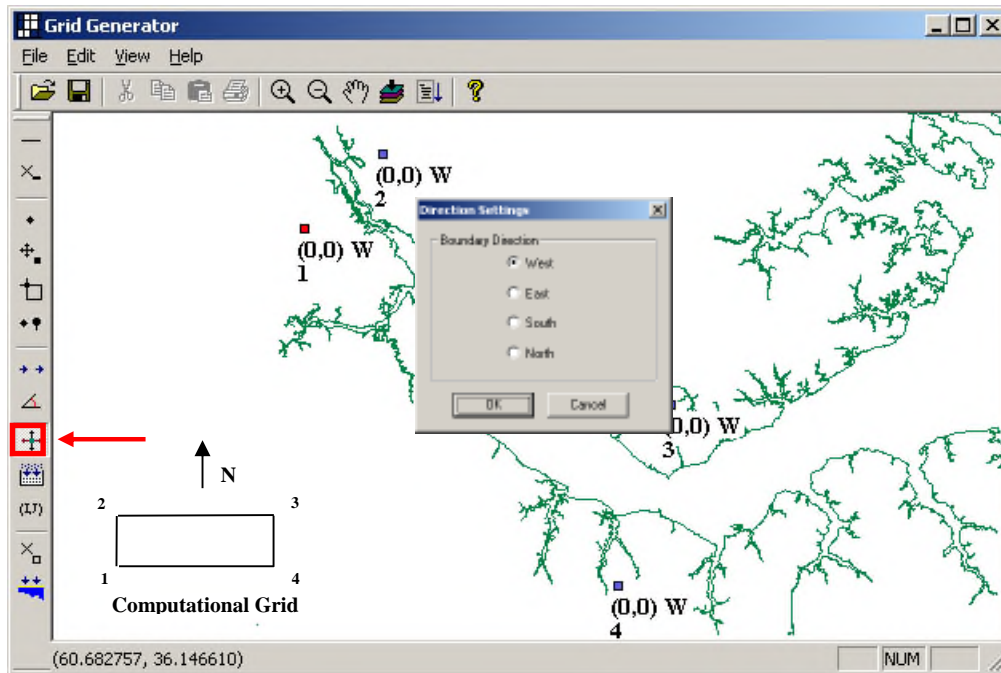 Grid Generator
File Edit View Help
(0,0) W
2
(0,0) W
1
Direction Settings
Boundary Direction
West
East
South
North
OK
Cancel
(0,0) W
3
N
2
3
1
4
Computational Grid
(0,0) W
4
(I,J)
(60.682757, 36.146610)
NUM